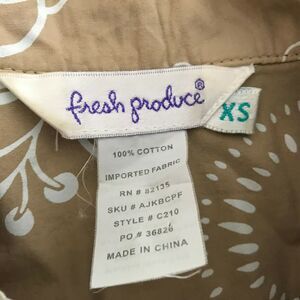 fresh produce®
XS
100% COTTON
IMPORTED FABRIC
RN # 82135
SKU # AJKBCPF
STYLE # C210
PO # 36826
MADE IN CHINA